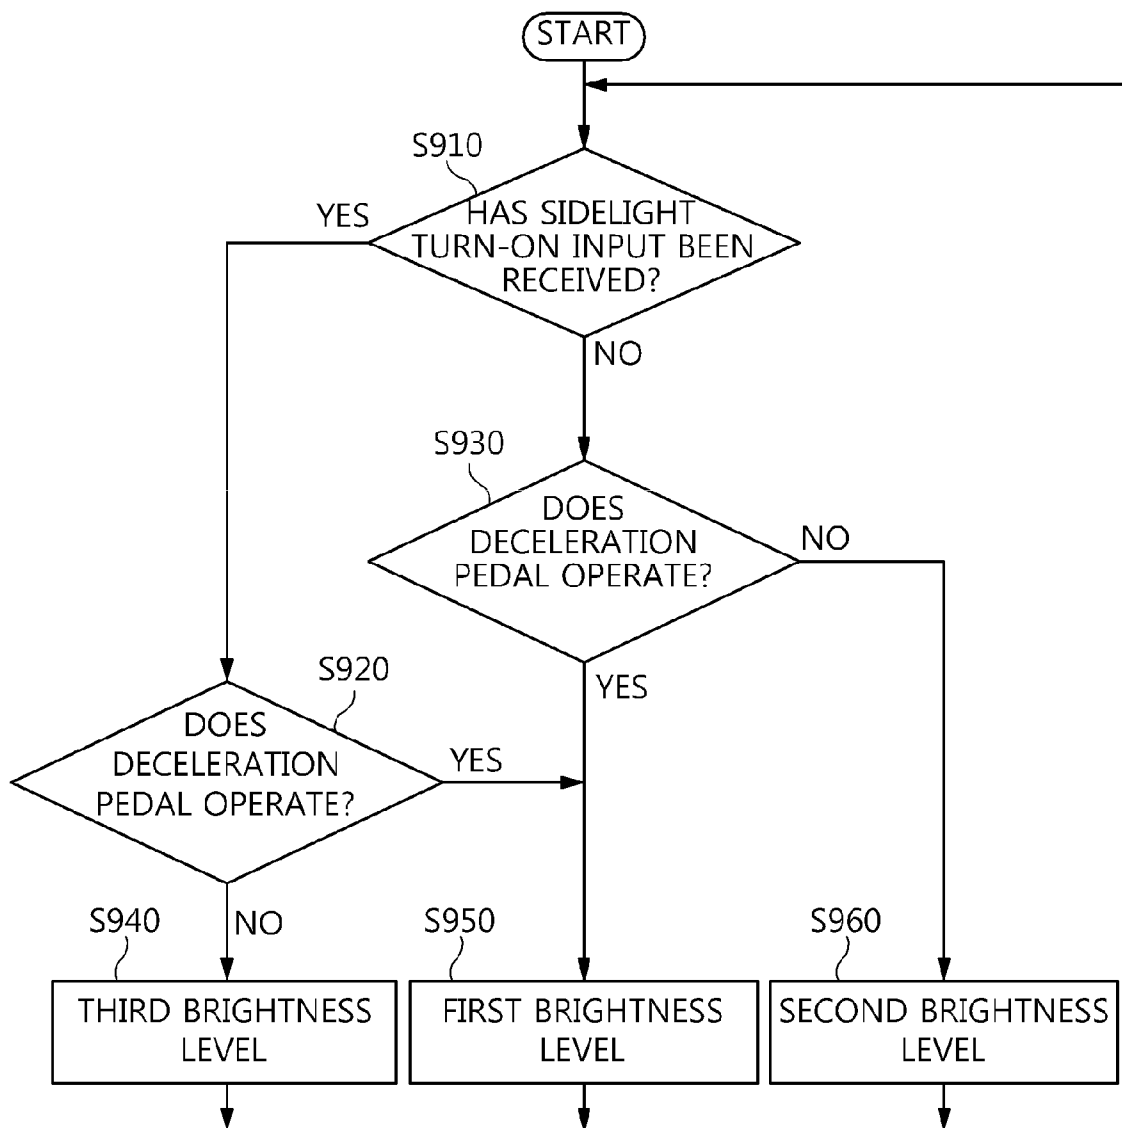 START
S910
YES
HAS SIDELIGHT
TURN-ON INPUT BEEN
RECEIVED?
NO
S930
DOES
DECELERATION
PEDAL OPERATE?
NO
YES
S920
DOES
DECELERATION
PEDAL OPERATE?
YES
NO
S940
THIRD BRIGHTNESS
LEVEL
S950
FIRST BRIGHTNESS
LEVEL
S960
SECOND BRIGHTNESS
LEVEL